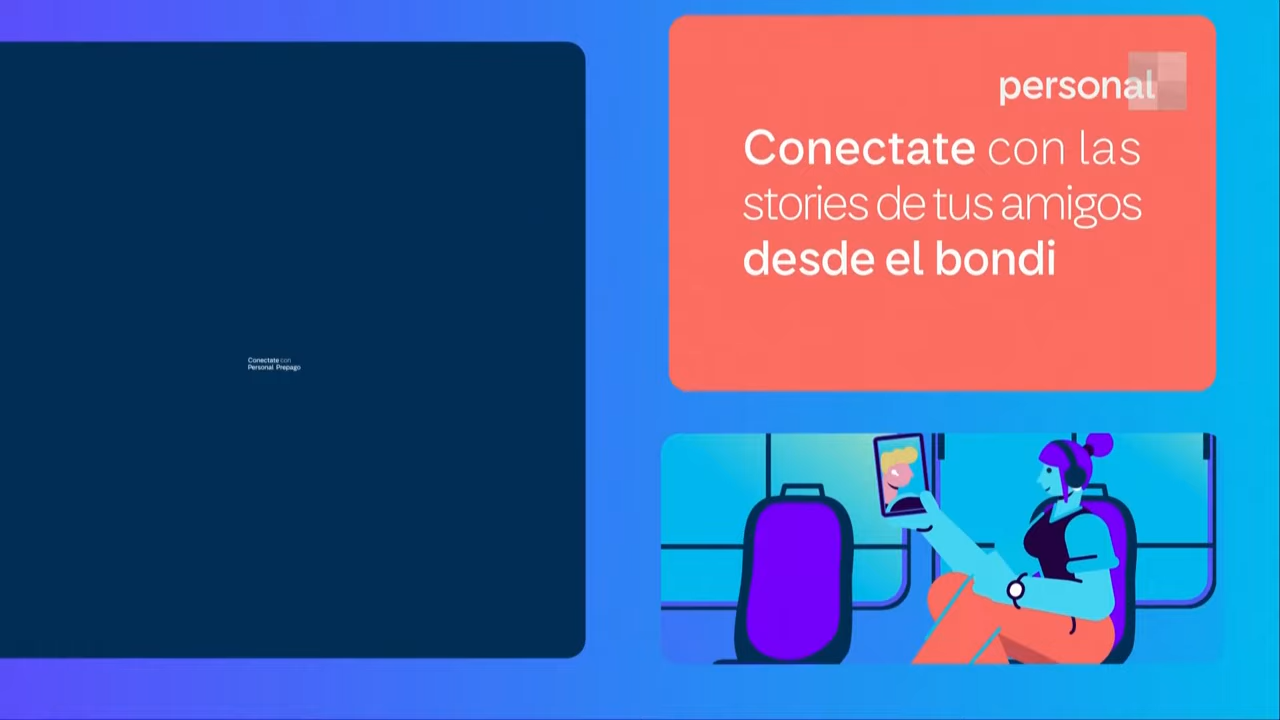 Conectate con
Personal Prepago
personal
Conectate con las
stories de tus amigos
desde el bondi